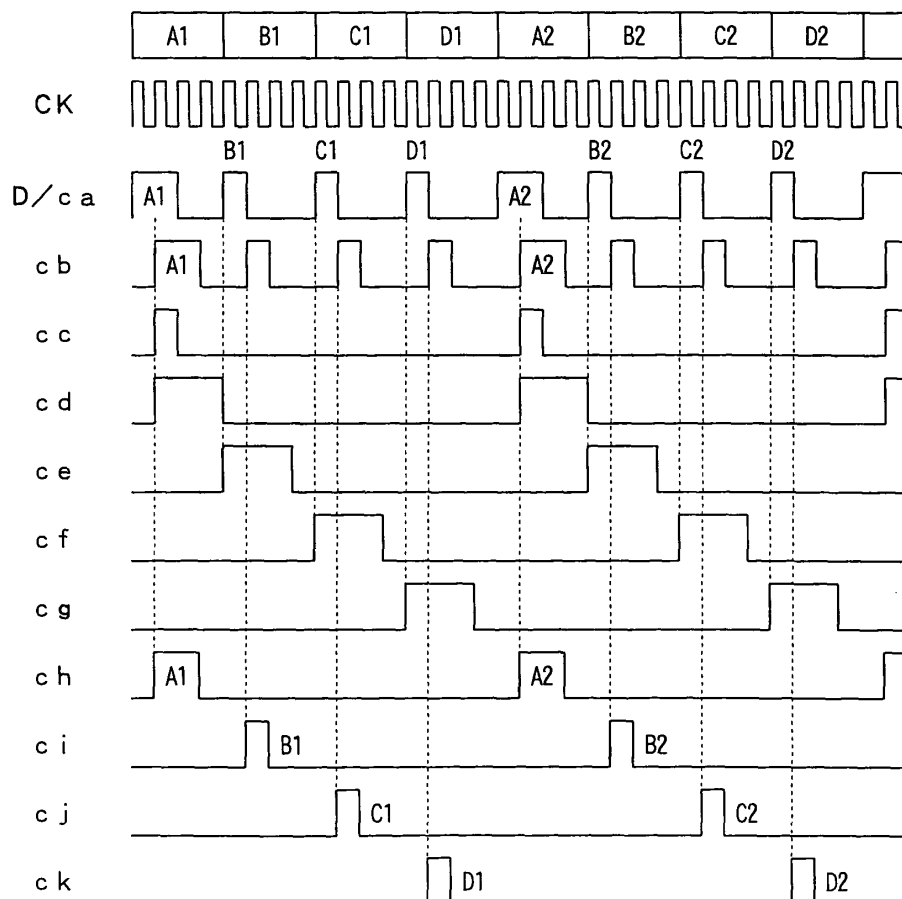 A1 B1 C1 D1 A2 B2 C2 D2
CK
B1 C1 D1 B2 C2 D2
D/ca A1 A2
cb A1 A2
cc
cd
ce
cf
cg
ch A1 A2
ci B1 B2
cj C1 C2
ck D1 D2